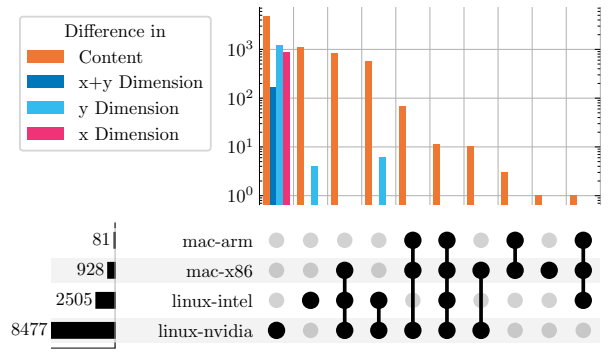 Difference in
Content
x+y Dimension
y Dimension
x Dimension
10³
10²
10¹
10⁰
81 mac-arm
928 mac-x86
2505 linux-intel
8477 linux-nvidia